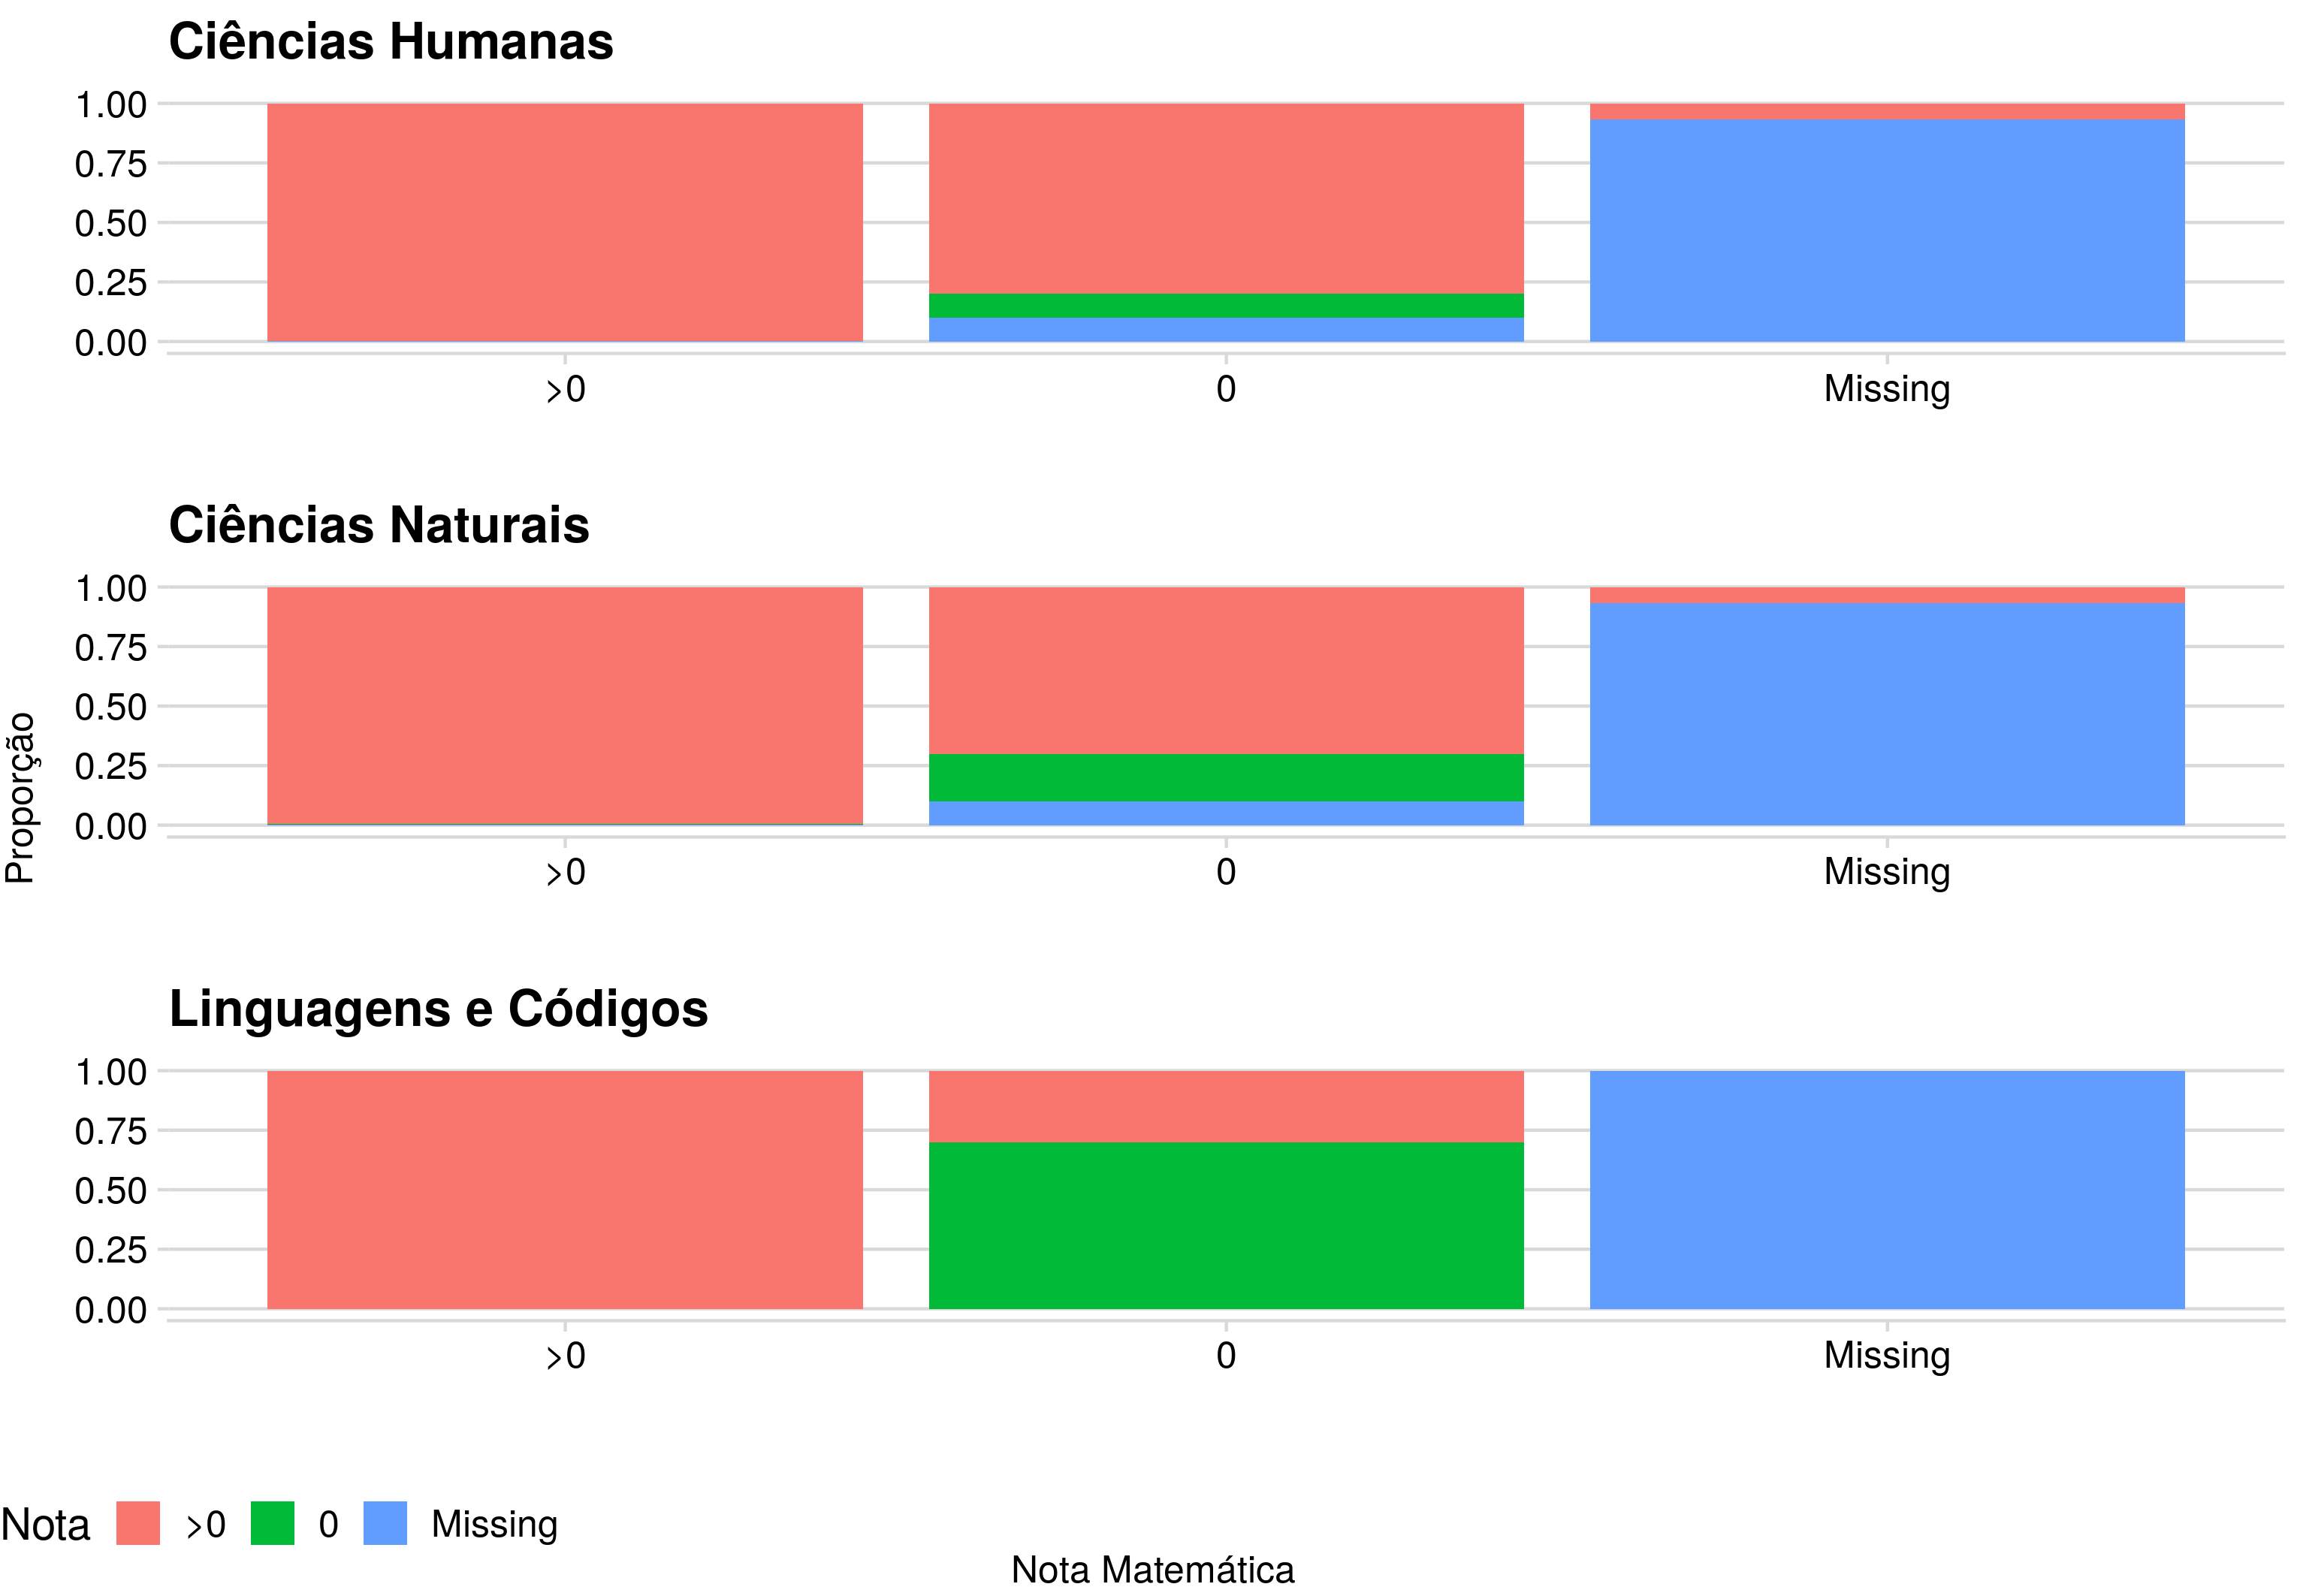 Ciências Humanas
1.00
0.75
0.50
0.25
0.00
>0 0 Missing
Ciências Naturais
1.00
0.75
0.50
0.25
0.00
>0 0 Missing
Proporção
Linguagens e Códigos
1.00
0.75
0.50
0.25
0.00
>0 0 Missing
Nota >0 0 Missing
Nota Matemática